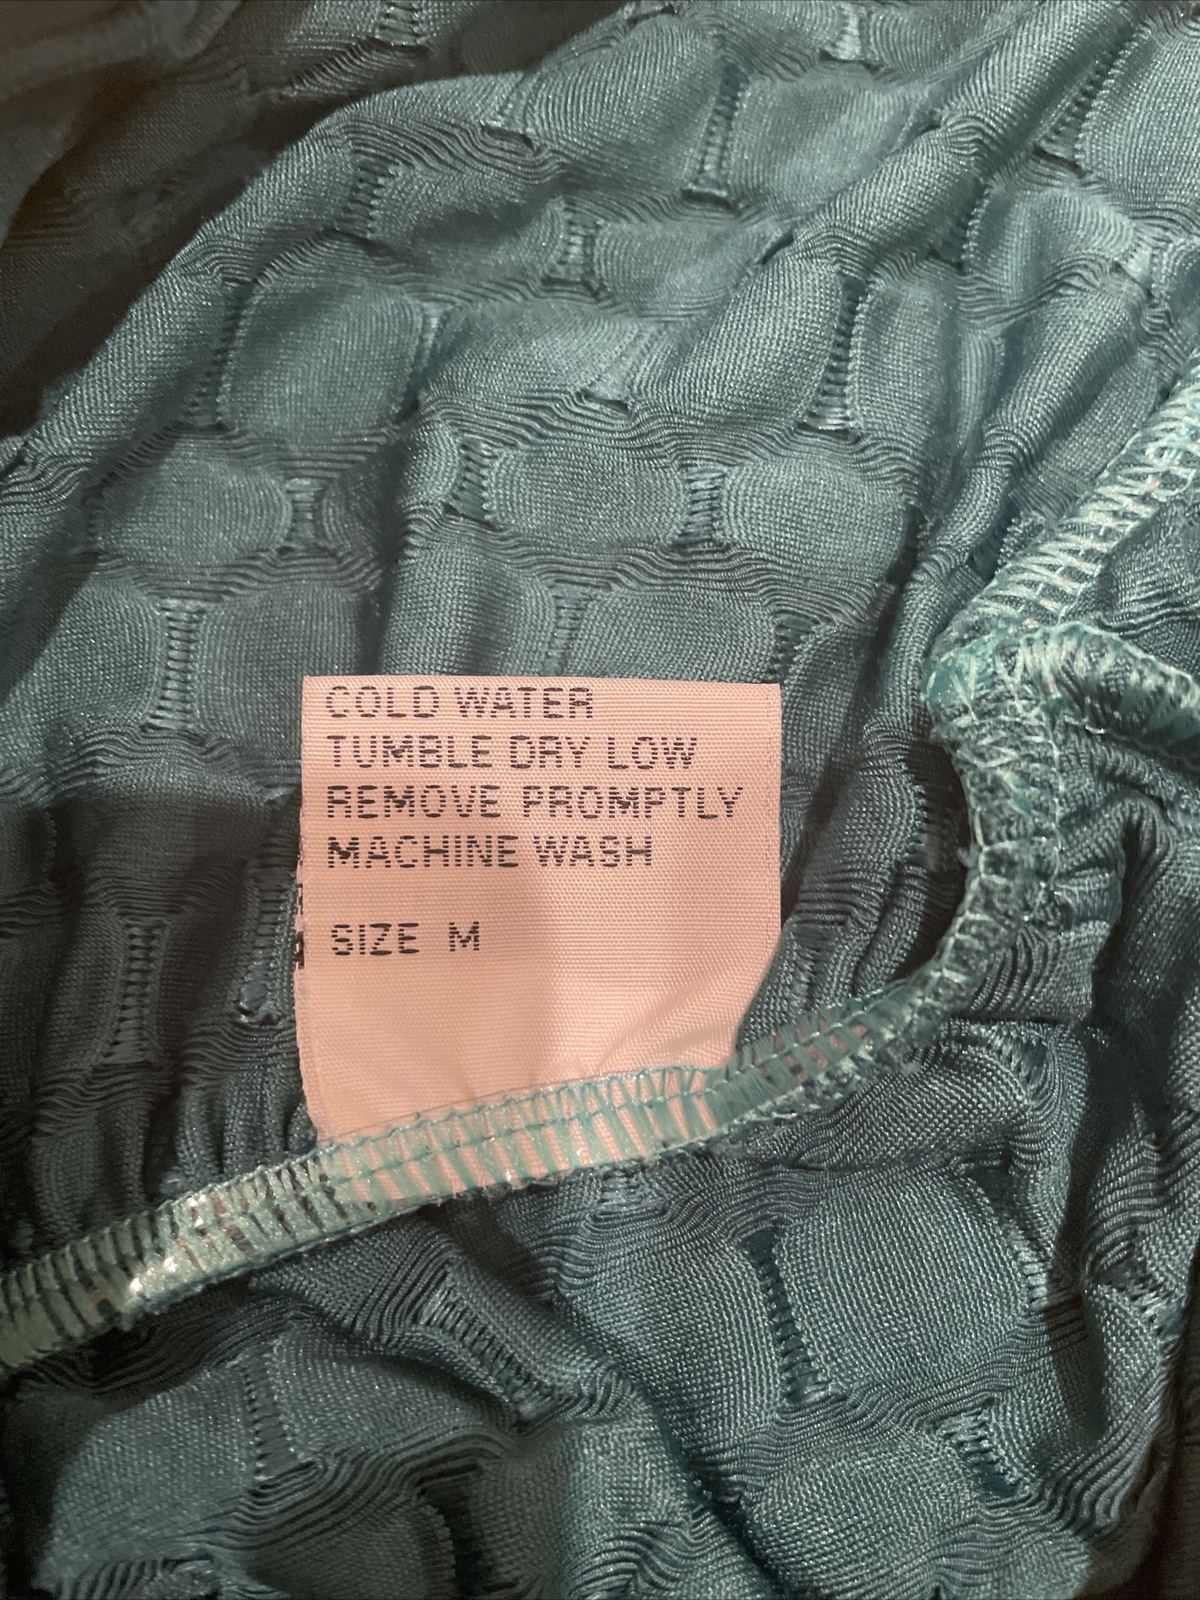 COLD WATER
TUMBLE DRY LOW
REMOVE PROMPTLY
MACHINE WASH
SIZE M